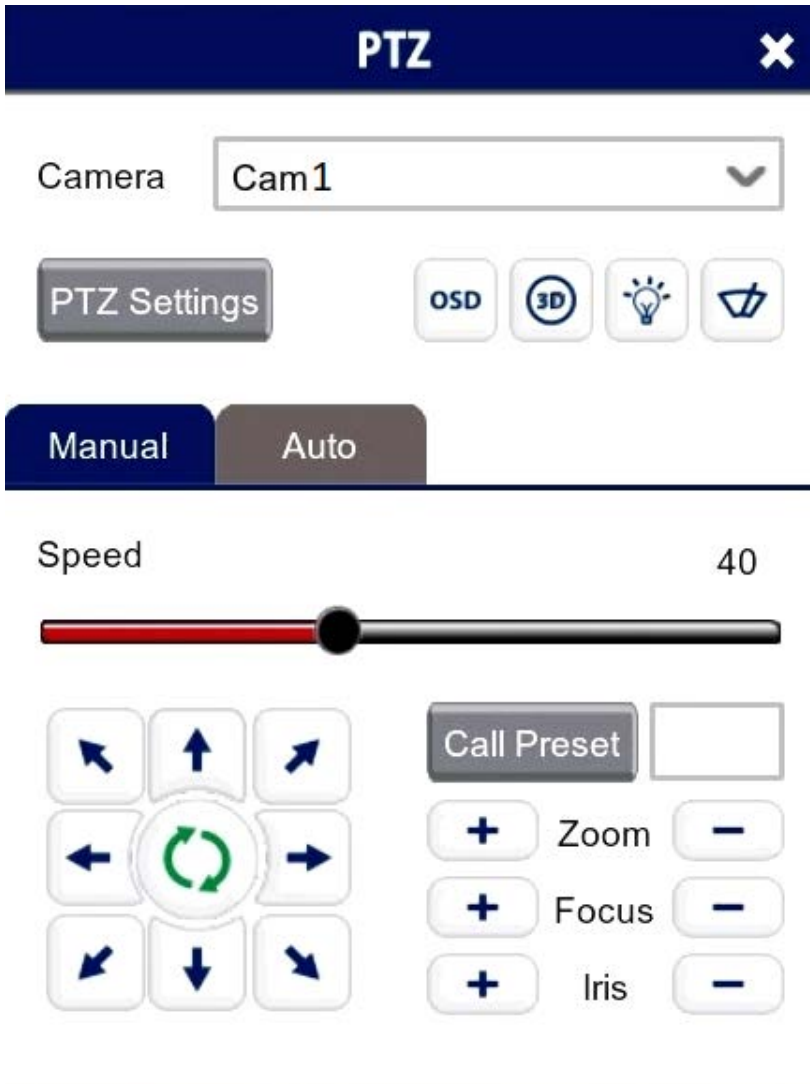 PTZ
Camera Cam1
PTZ Settings OSD 3D
Manual Auto
Speed 40
Call Preset
+ Zoom −
+ Focus −
+ Iris −